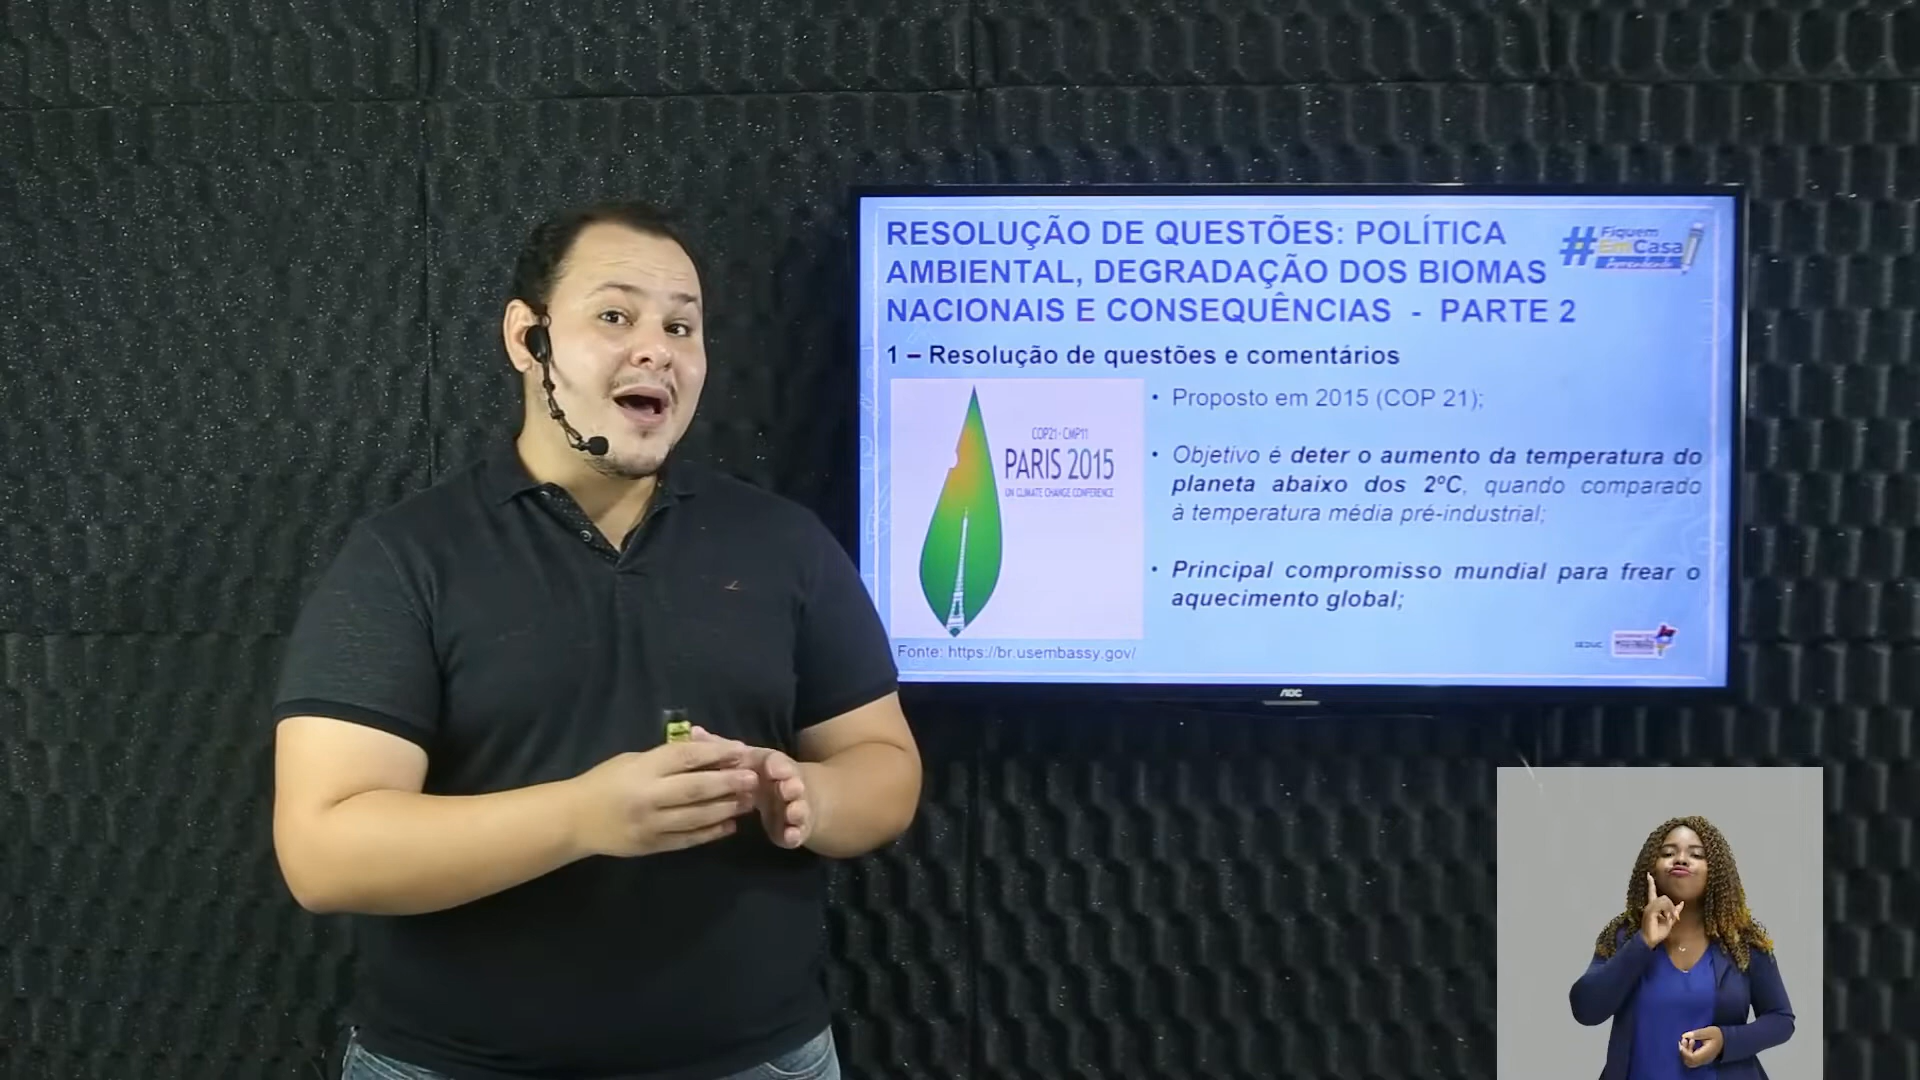 RESOLUÇÃO DE QUESTÕES: POLÍTICA
AMBIENTAL, DEGRADAÇÃO DOS BIOMAS
NACIONAIS E CONSEQUÊNCIAS - PARTE 2
#Fiquem
EmCasa
Aprendendo
1 – Resolução de questões e comentários
COP21·CMP11
PARIS 2015
UN CLIMATE CHANGE CONFERENCE
Fonte: https://br.usembassy.gov/
• Proposto em 2015 (COP 21);
• Objetivo é deter o aumento da temperatura do
planeta abaixo dos 2ºC, quando comparado
à temperatura média pré-industrial;
• Principal compromisso mundial para frear o
aquecimento global;
SEDUC
AOC